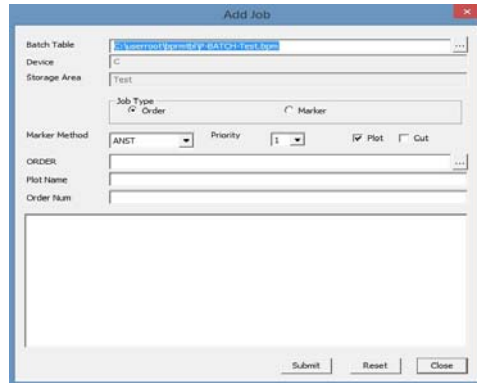 Add Job
Batch Table C:\userroot\bprmtbl\P-BATCH-Test.bpm ...
Device C
Storage Area Test
Job Type
Order Marker
Marker Method ANST Priority 1 Plot Cut
ORDER ...
Plot Name
Order Num
Submit Reset Close